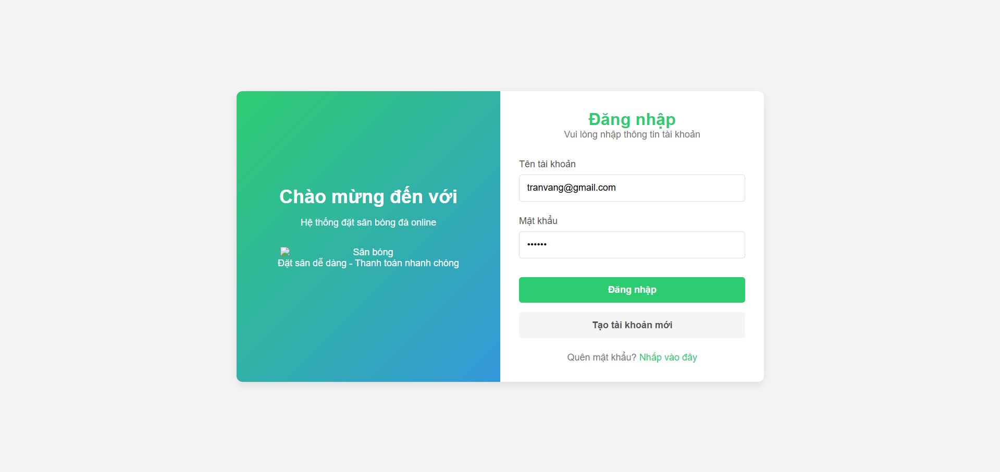 Chào mừng đến với
Hệ thống đặt sân bóng đá online
Sân bóng
Đặt sân dễ dàng - Thanh toán nhanh chóng
Đăng nhập
Vui lòng nhập thông tin tài khoản
Tên tài khoản
tranvang@gmail.com
Mật khẩu
••••••
Đăng nhập
Tạo tài khoản mới
Quên mật khẩu? Nhấp vào đây